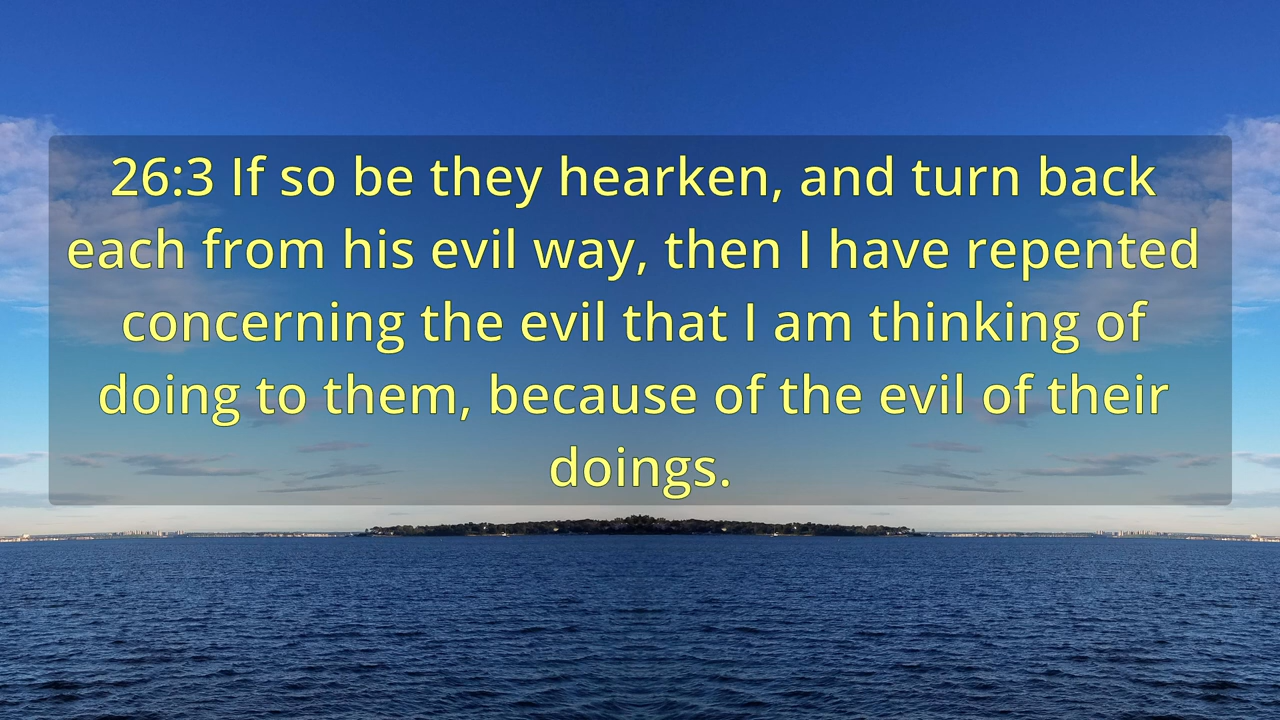 26:3 If so be they hearken, and turn back
each from his evil way, then I have repented
concerning the evil that I am thinking of
doing to them, because of the evil of their
doings.